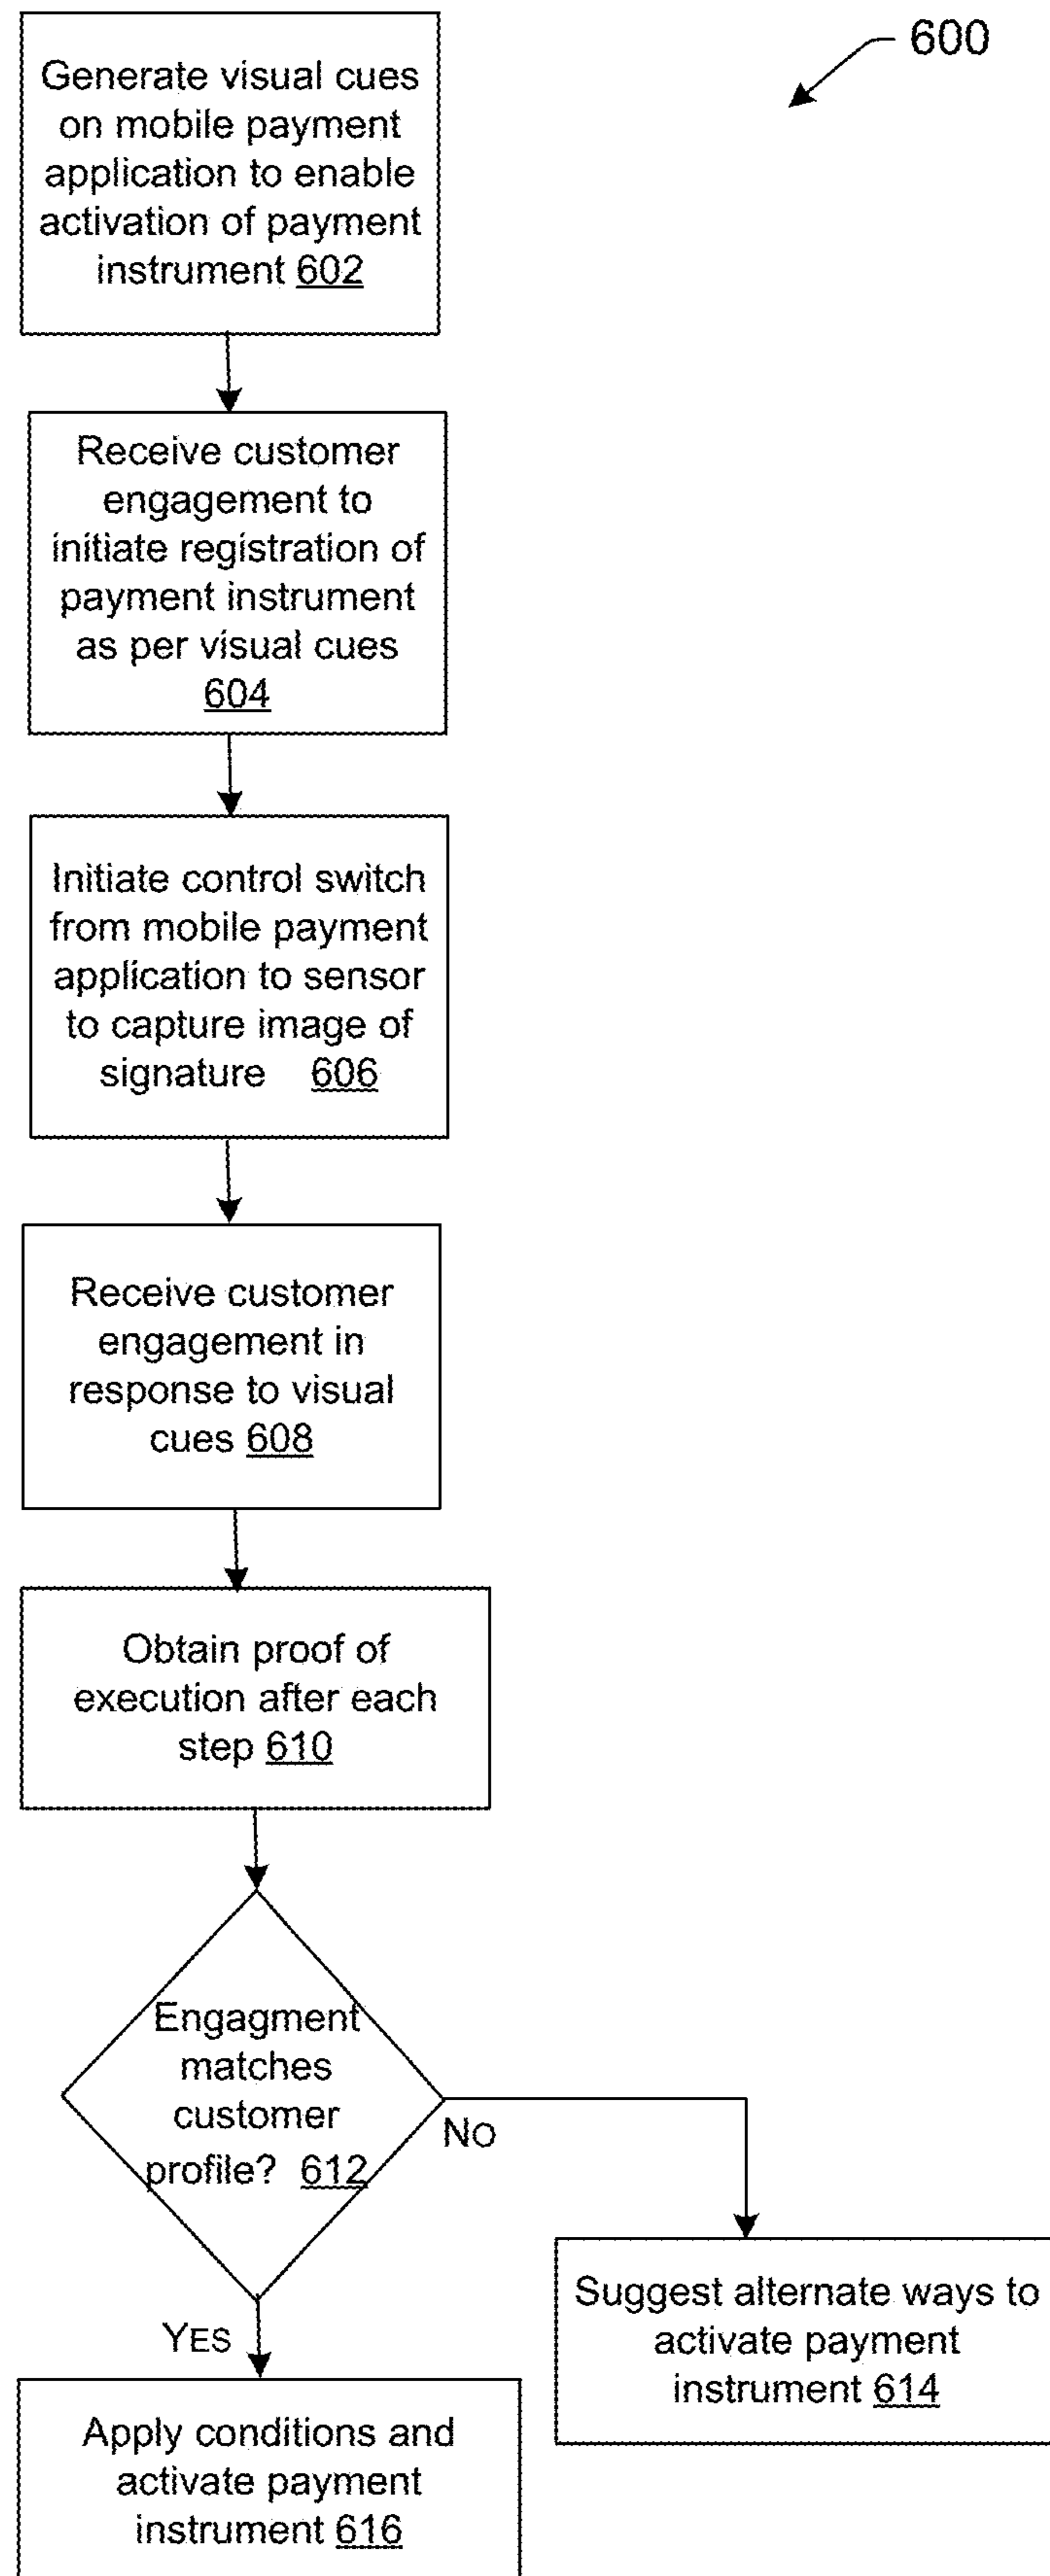 600
Generate visual cues
on mobile payment
application to enable
activation of payment
instrument 602
Receive customer
engagement to
initiate registration of
payment instrument
as per visual cues
604
Initiate control switch
from mobile payment
application to sensor
to capture image of
signature 606
Receive customer
engagement in
response to visual
cues 608
Obtain proof of
execution after each
step 610
Engagment
matches
customer
profile? 612
NO
Suggest alternate ways to
activate payment
instrument 614
YES
Apply conditions and
activate payment
instrument 616